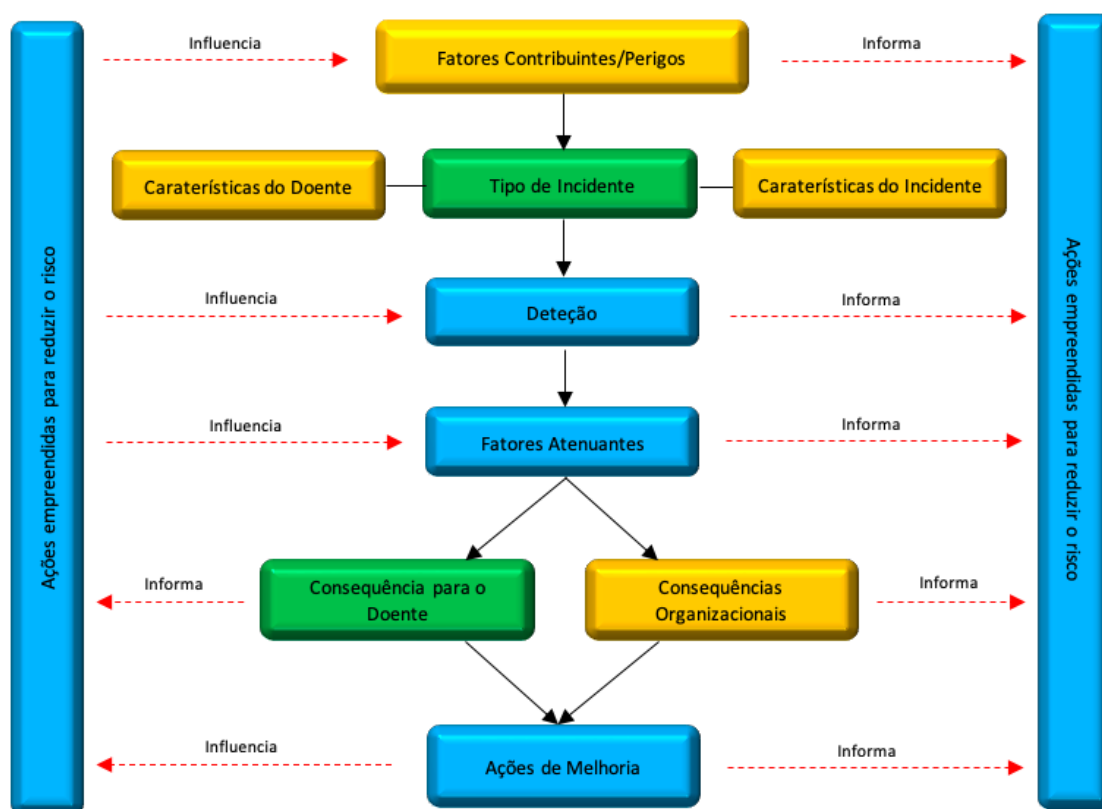 Influencia
Fatores Contribuintes/Perigos
Informa
Caraterísticas do Doente
Tipo de Incidente
Caraterísticas do Incidente
Ações empreendidas para reduzir o risco
Ações empreendidas para reduzir o risco
Influencia
Deteção
Informa
Influencia
Fatores Atenuantes
Informa
Informa
Consequência para o
Doente
Consequências
Organizacionais
Informa
Influencia
Ações de Melhoria
Informa